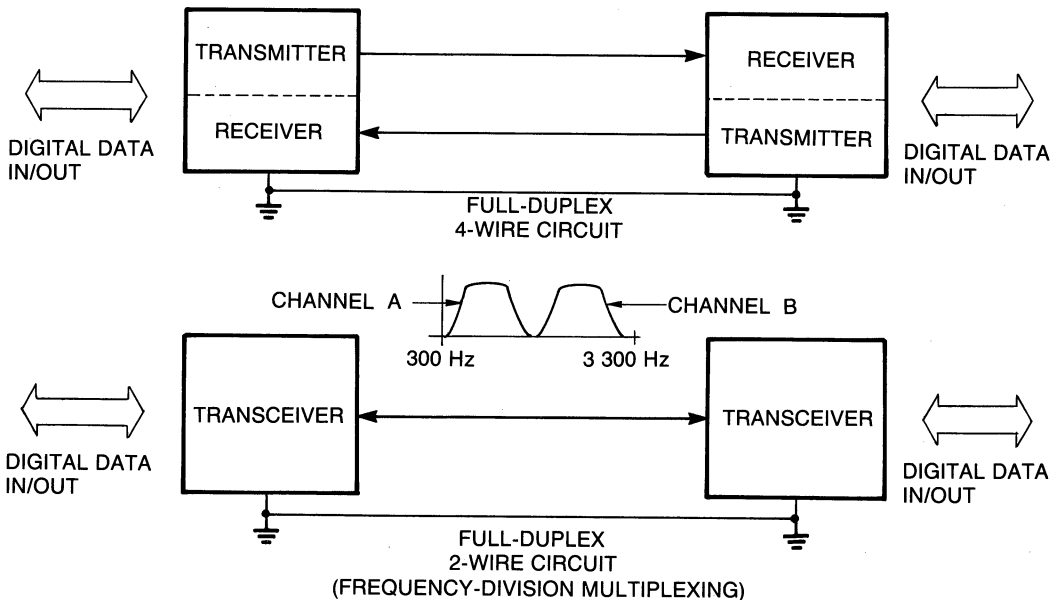 TRANSMITTER
RECEIVER
RECEIVER
TRANSMITTER
DIGITAL DATA
IN/OUT
DIGITAL DATA
IN/OUT
FULL-DUPLEX
4-WIRE CIRCUIT
CHANNEL A
CHANNEL B
300 Hz
3 300 Hz
TRANSCEIVER
TRANSCEIVER
DIGITAL DATA
IN/OUT
DIGITAL DATA
IN/OUT
FULL-DUPLEX
2-WIRE CIRCUIT
(FREQUENCY-DIVISION MULTIPLEXING)